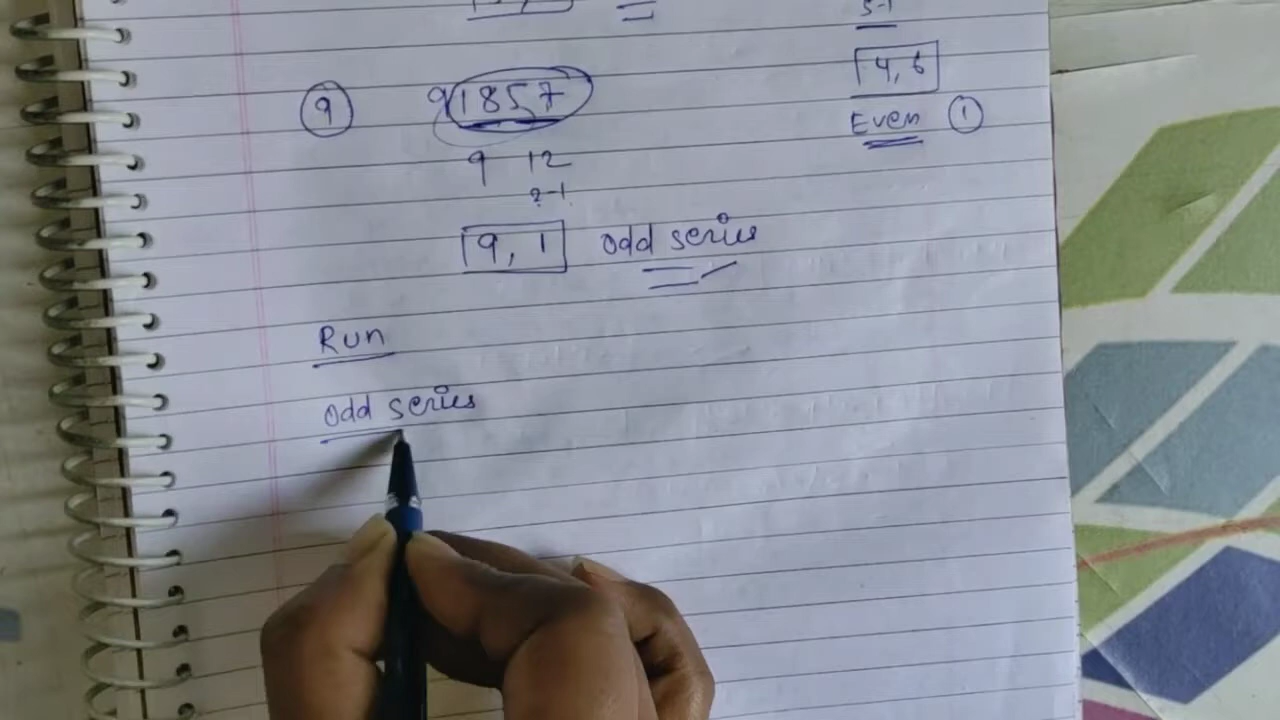 5-1
4, 6
Even ①
⑨ 91857
9 12
2-1
9, 1 odd series
Run
odd series